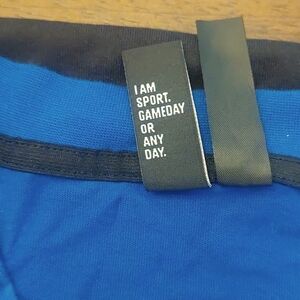 I AM
SPORT.
GAMEDAY
OR
ANY
DAY.